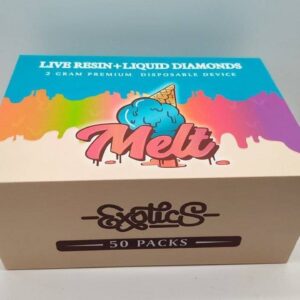 LIVE RESIN + LIQUID DIAMONDS
2 GRAM PREMIUM DISPOSABLE DEVICE
Melt
EXOTICS
50 PACKS